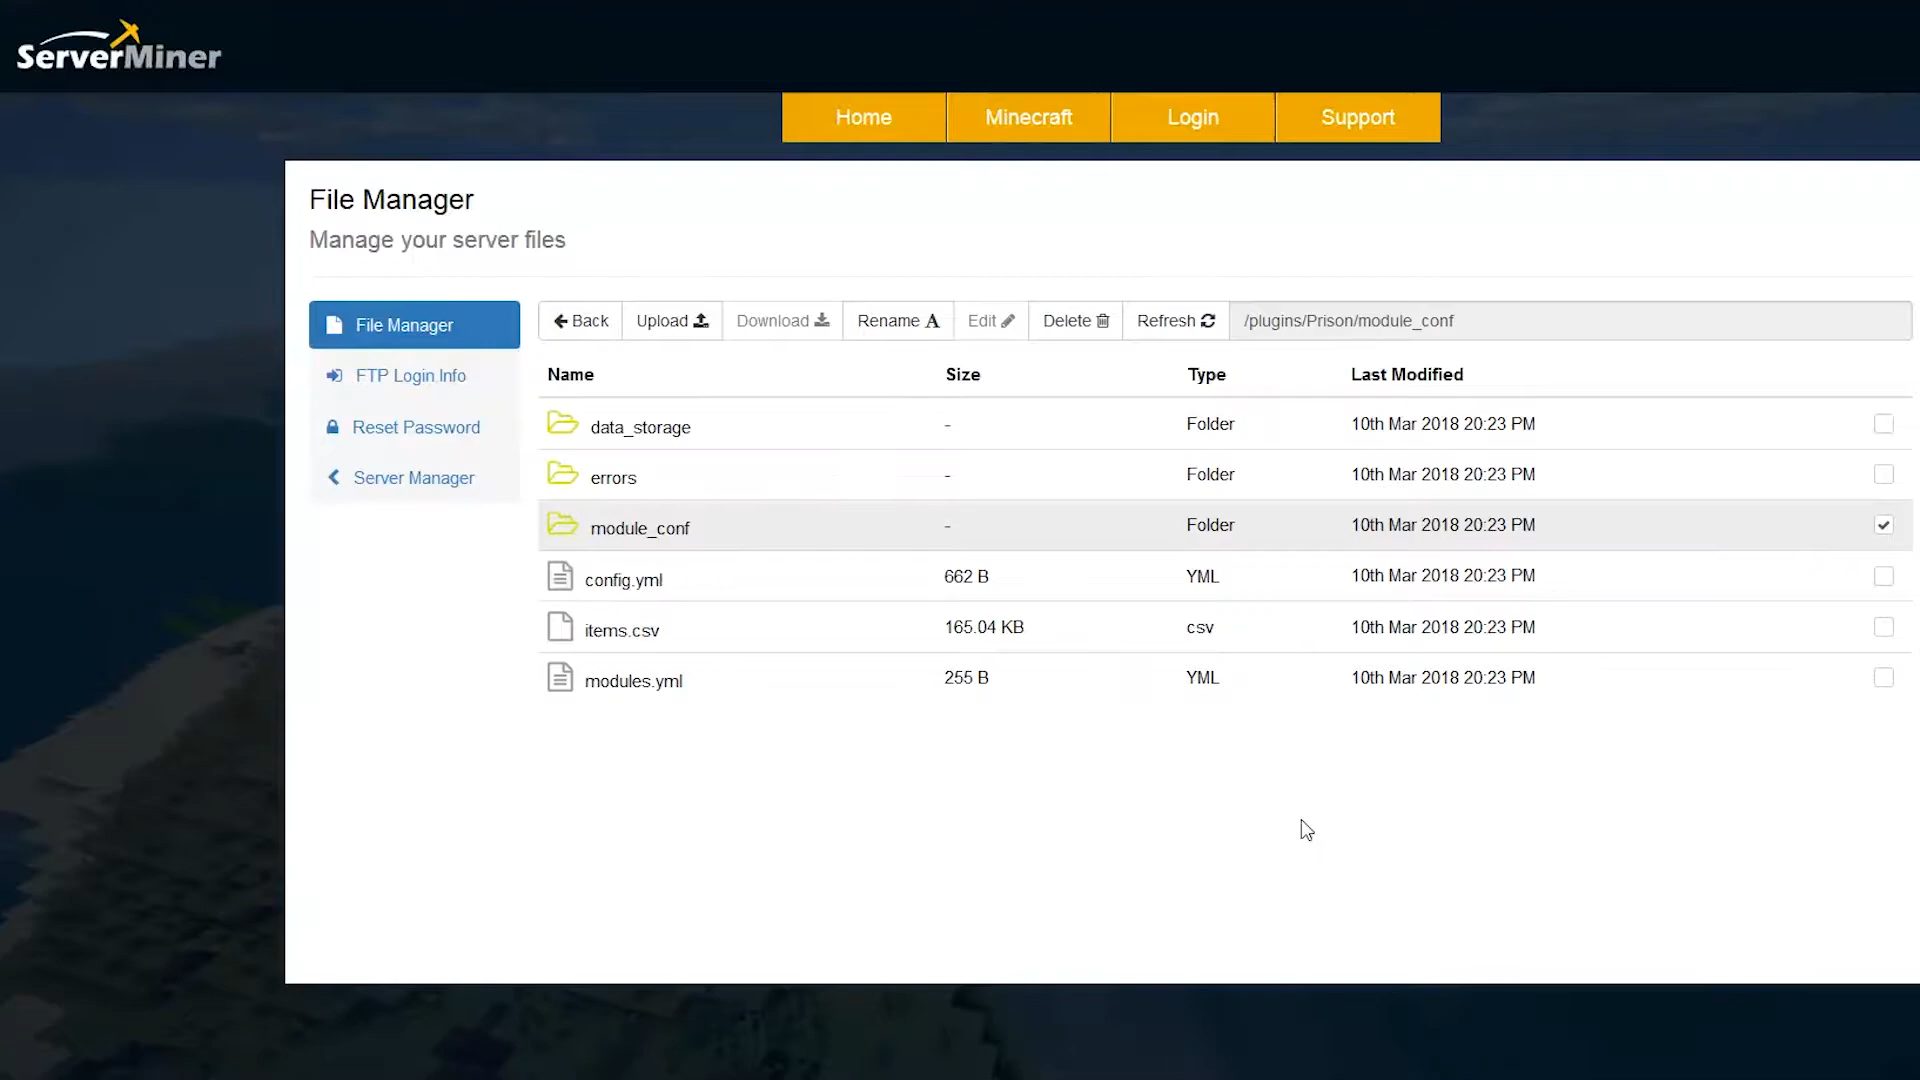 ServerMiner
Home Minecraft Login Support
File Manager
Manage your server files
File Manager
FTP Login Info
Reset Password
Server Manager
Back Upload Download Rename A Edit Delete Refresh /plugins/Prison/module_conf
Name Size Type Last Modified
data_storage - Folder 10th Mar 2018 20:23 PM
errors - Folder 10th Mar 2018 20:23 PM
module_conf - Folder 10th Mar 2018 20:23 PM
config.yml 662 B YML 10th Mar 2018 20:23 PM
items.csv 165.04 KB csv 10th Mar 2018 20:23 PM
modules.yml 255 B YML 10th Mar 2018 20:23 PM